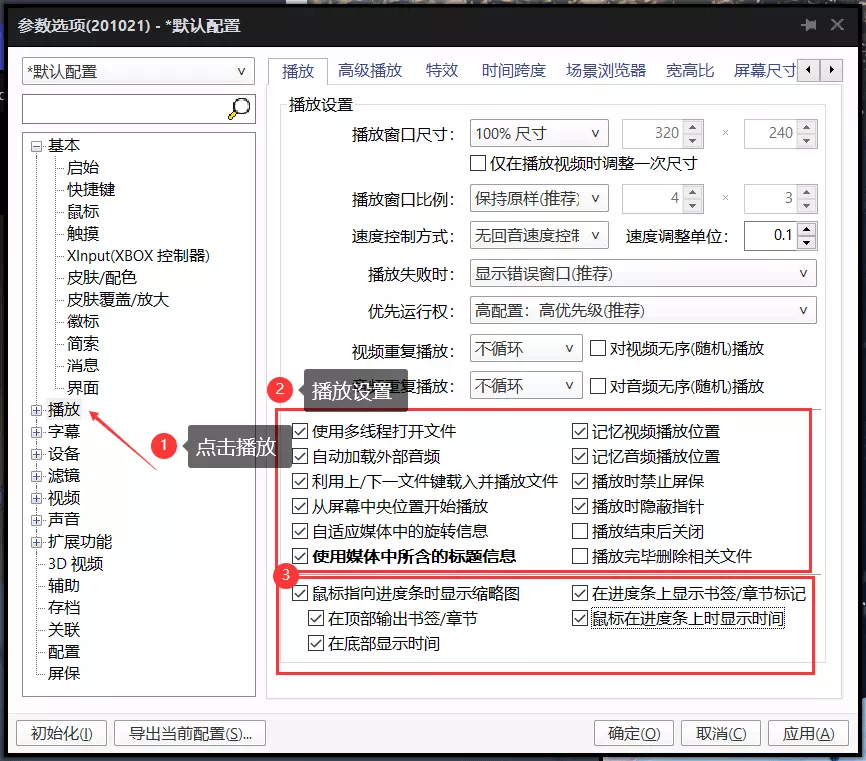 参数选项(201021) - *默认配置
*默认配置
基本
启始
快捷键
鼠标
触摸
XInput(XBOX 控制器)
皮肤/配色
皮肤覆盖/放大
徽标
简索
消息
界面
播放
字幕
设备
滤镜
视频
声音
扩展功能
3D 视频
辅助
存档
关联
配置
屏保
1 点击播放
播放 高级播放 特效 时间跨度 场景浏览器 宽高比 屏幕尺寸
播放设置
播放窗口尺寸: 100% 尺寸 320 × 240
仅在播放视频时调整一次尺寸
播放窗口比例: 保持原样(推荐) 4 × 3
速度控制方式: 无回音速度控制 速度调整单位: 0.1
播放失败时: 显示错误窗口(推荐)
优先运行权: 高配置: 高优先级(推荐)
视频重复播放: 不循环 对视频无序(随机)播放
重复播放: 不循环 对音频无序(随机)播放
2 播放设置
使用多线程打开文件 记忆视频播放位置
自动加载外部音频 记忆音频播放位置
利用上/下一文件键载入并播放文件 播放时禁止屏保
从屏幕中央位置开始播放 播放时隐蔽指针
自适应媒体中的旋转信息 播放结束后关闭
使用媒体中所含的标题信息 播放完毕删除相关文件
3
鼠标指向进度条时显示缩略图 在进度条上显示书签/章节标记
在顶部输出书签/章节 鼠标在进度条上时显示时间
在底部显示时间
初始化(I) 导出当前配置(S)... 确定(O) 取消(C) 应用(A)